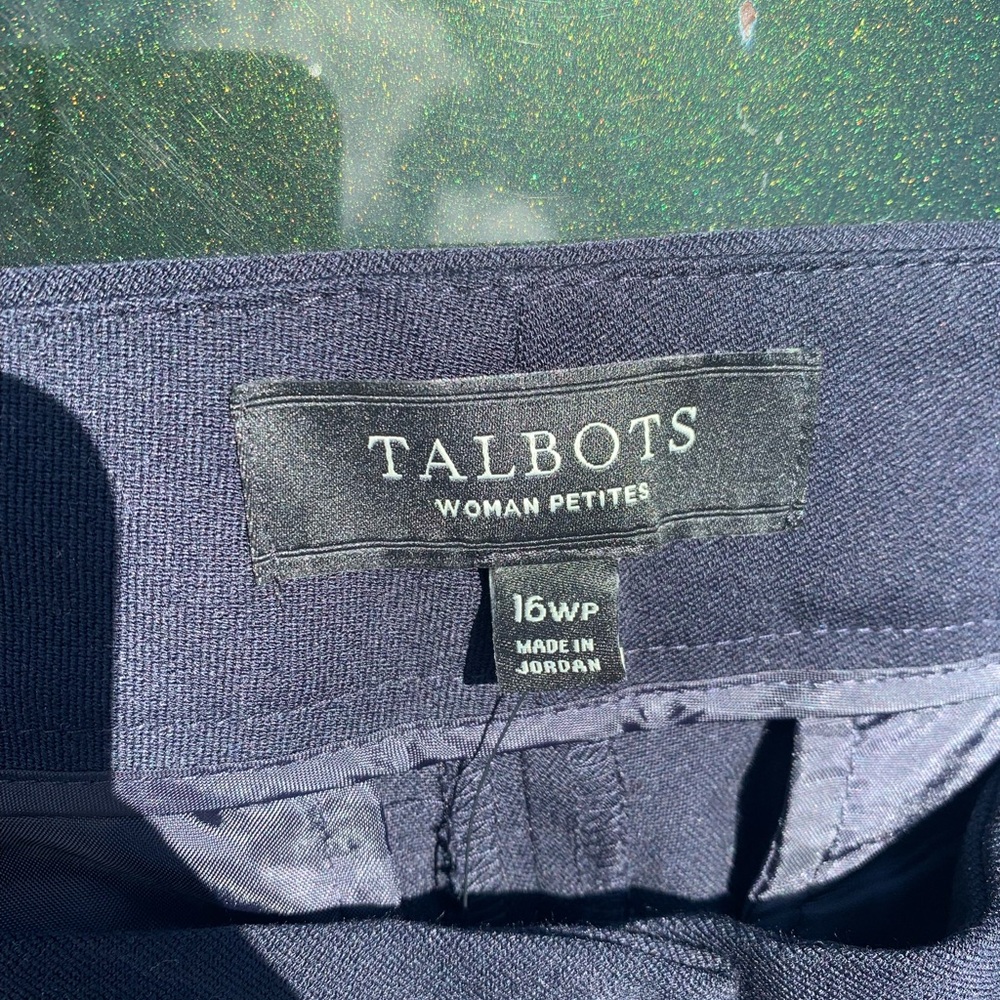 TALBOTS
WOMAN PETITES
16WP
MADE IN
JORDAN